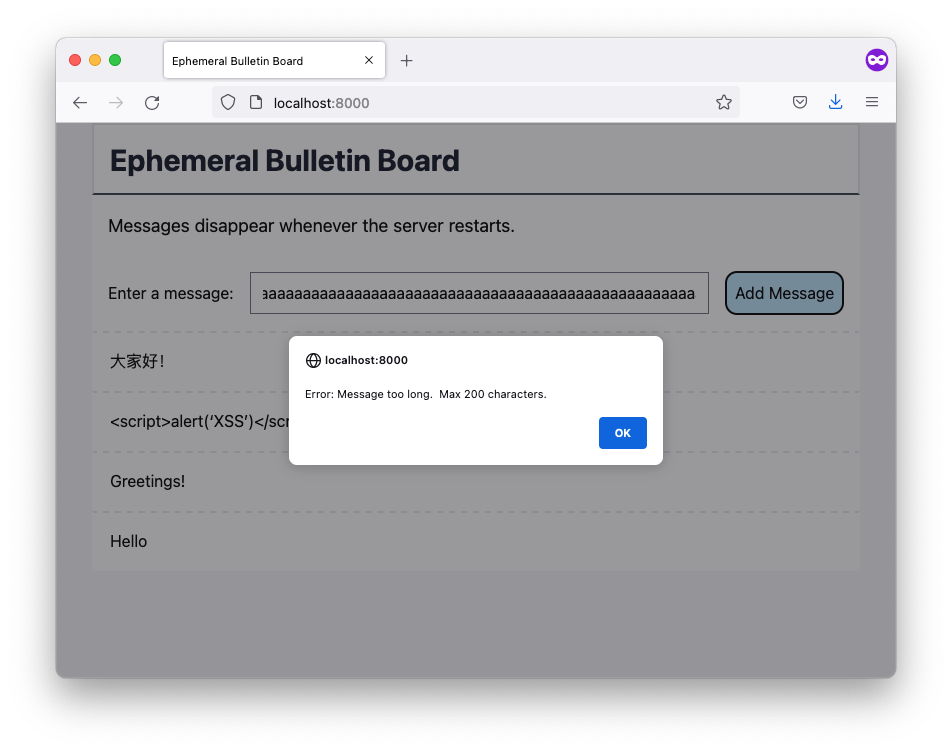 Ephemeral Bulletin Board
localhost:8000
Ephemeral Bulletin Board
Messages disappear whenever the server restarts.
Enter a message: aaaaaaaaaaaaaaaaaaaaaaaaaaaaaaaaaaaaaaaaaaaaaaaaaaa Add Message
大家好!
localhost:8000
Error: Message too long.  Max 200 characters.
<script>alert(‘XSS’)</scr
OK
Greetings!
Hello